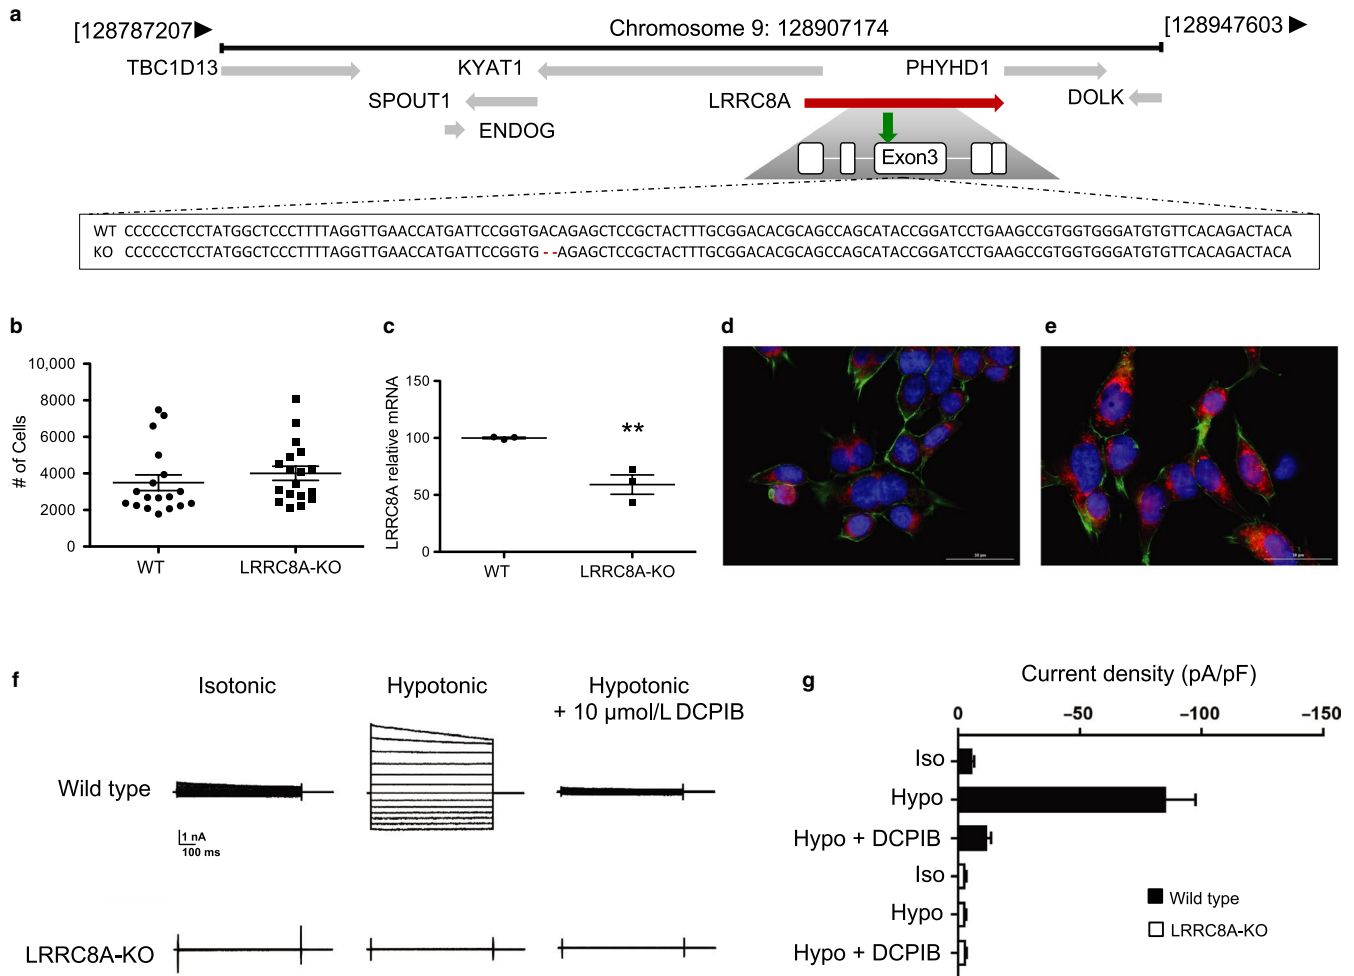 a
[128787207
Chromosome 9: 128907174
[128947603
TBC1D13
KYAT1
PHYHD1
SPOUT1
LRRC8A
DOLK
ENDOG
Exon3
WT CCCCCCTCCTATGGCTCCCTTTTAGGTTGAACCATGATTCCGGTGACAGAGCTCCGCTACTTTGCGGACACGCAGCCAGCATACCGGATCCTGAAGCCGTGGTGGGATGTGTTCACAGACTACA
KO CCCCCCTCCTATGGCTCCCTTTTAGGTTGAACCATGATTCCGGTG--AGAGCTCCGCTACTTTGCGGACACGCAGCCAGCATACCGGATCCTGAAGCCGTGGTGGGATGTGTTCACAGACTACA
b
# of Cells
10,000
8000
6000
4000
2000
0
WT
LRRC8A-KO
c
LRRC8A relative mRNA
150
100
50
0
**
WT
LRRC8A-KO
d
e
f
Isotonic
Hypotonic
Hypotonic
+ 10 µmol/L DCPIB
Wild type
1 nA
100 ms
LRRC8A-KO
g
Current density (pA/pF)
0
−50
−100
−150
Iso
Hypo
Hypo + DCPIB
Iso
Hypo
Hypo + DCPIB
Wild type
LRRC8A-KO